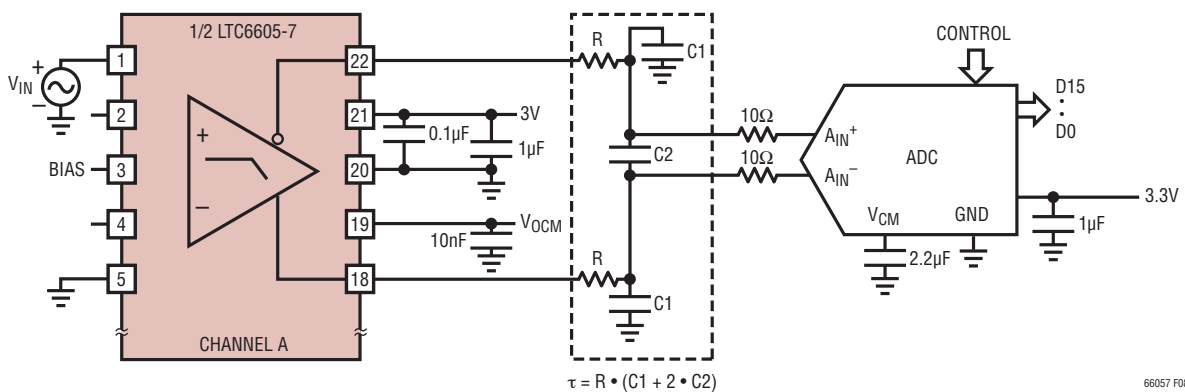 1/2 LTC6605-7
CONTROL
R
C1
1
22
V_IN
+
−
D15
:
D0
2
21
3V
10Ω
A_IN^+
+
0.1µF
1µF
C2
ADC
BIAS
3
20
10Ω
A_IN^−
−
4
19
V_OCM
V_CM
GND
3.3V
10nF
R
1µF
5
18
2.2µF
C1
CHANNEL A
τ = R • (C1 + 2 • C2)